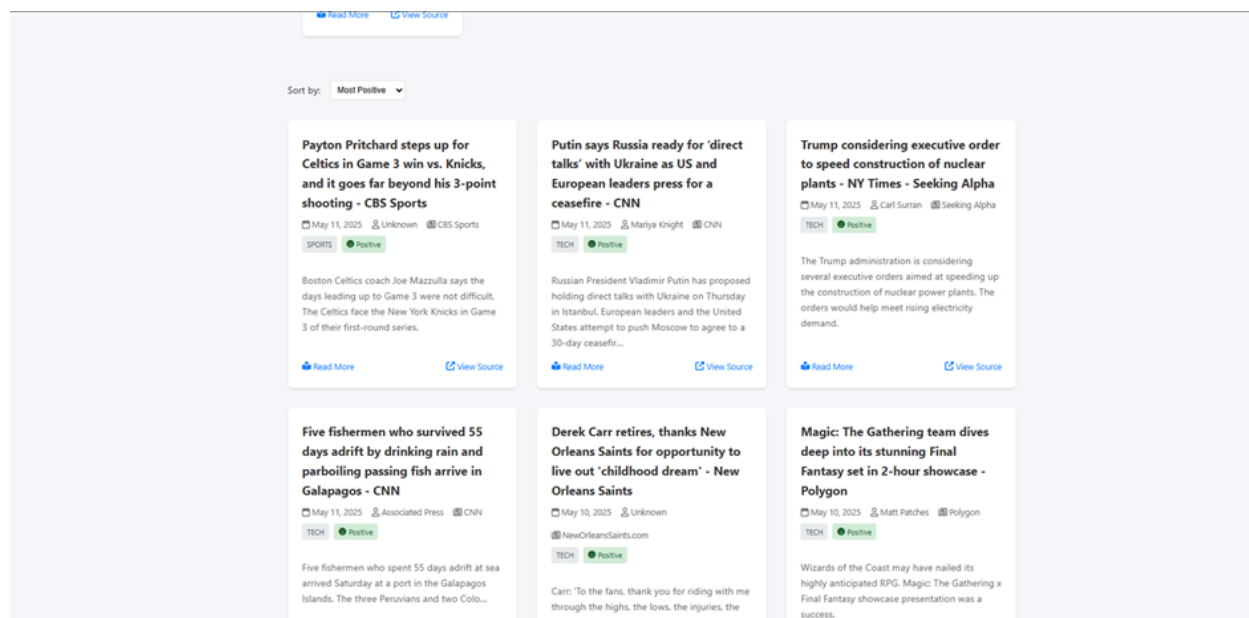 Read More View Source
Sort by: Most Positive
Payton Pritchard steps up for
Celtics in Game 3 win vs. Knicks,
and it goes far beyond his 3-point
shooting - CBS Sports
May 11, 2025 Unknown CBS Sports
SPORTS Positive
Boston Celtics coach Joe Mazzulla says the
days leading up to Game 3 were not difficult.
The Celtics face the New York Knicks in Game
3 of their first-round series.
Read More View Source
Putin says Russia ready for ‘direct
talks’ with Ukraine as US and
European leaders press for a
ceasefire - CNN
May 11, 2025 Mariya Knight CNN
TECH Positive
Russian President Vladimir Putin has proposed
holding direct talks with Ukraine on Thursday
in Istanbul. European leaders and the United
States attempt to push Moscow to agree to a
30-day ceasefir...
Read More View Source
Trump considering executive order
to speed construction of nuclear
plants - NY Times - Seeking Alpha
May 11, 2025 Carl Surran Seeking Alpha
TECH Positive
The Trump administration is considering
several executive orders aimed at speeding up
the construction of nuclear power plants. The
orders would help meet rising electricity
demand.
Read More View Source
Five fishermen who survived 55
days adrift by drinking rain and
parboiling passing fish arrive in
Galapagos - CNN
May 11, 2025 Associated Press CNN
TECH Positive
Five fishermen who spent 55 days adrift at sea
arrived Saturday at a port in the Galapagos
Islands. The three Peruvians and two Colo...
Derek Carr retires, thanks New
Orleans Saints for opportunity to
live out 'childhood dream' - New
Orleans Saints
May 10, 2025 Unknown
NewOrleansSaints.com
TECH Positive
Carr: 'To the fans, thank you for riding with me
through the highs, the lows, the injuries, the
Magic: The Gathering team dives
deep into its stunning Final
Fantasy set in 2-hour showcase -
Polygon
May 10, 2025 Matt Patches Polygon
TECH Positive
Wizards of the Coast may have nailed its
highly anticipated RPG. Magic: The Gathering x
Final Fantasy showcase presentation was a
success.